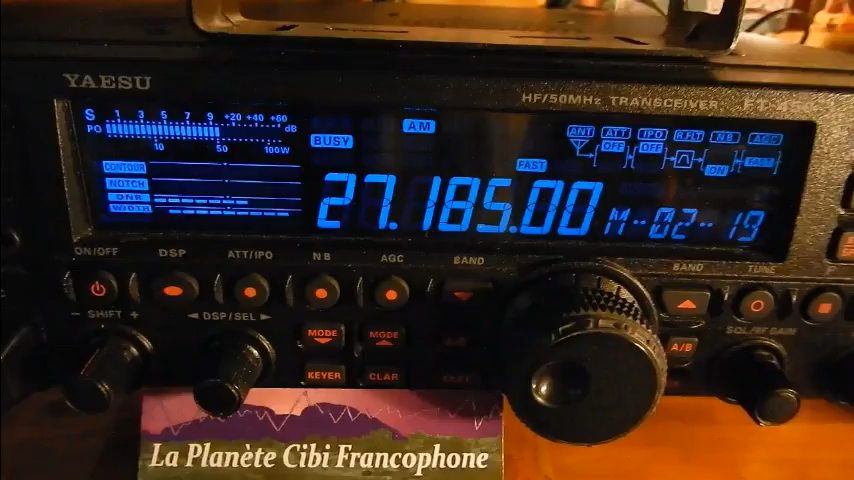 YAESU
HF/50MHz TRANSCEIVER FT-450
S 1 3 5 7 9 +20 +40 +60 dB
PO 10 50 100W
BUSY
AM
ANT ATT IPO R.FLT NB AGC
OFF OFF ON FAST
FAST
CONTOUR
NOTCH
DNR
WIDTH
27.185.00
M-02-19
ON/OFF DSP ATT/IPO NB AGC BAND
BAND TUNE
- SHIFT +
◄DSP/SEL►
MODE MODE
KEYER CLAR
A/B
SQL/RF GAIN
La Planète Cibi Francophone